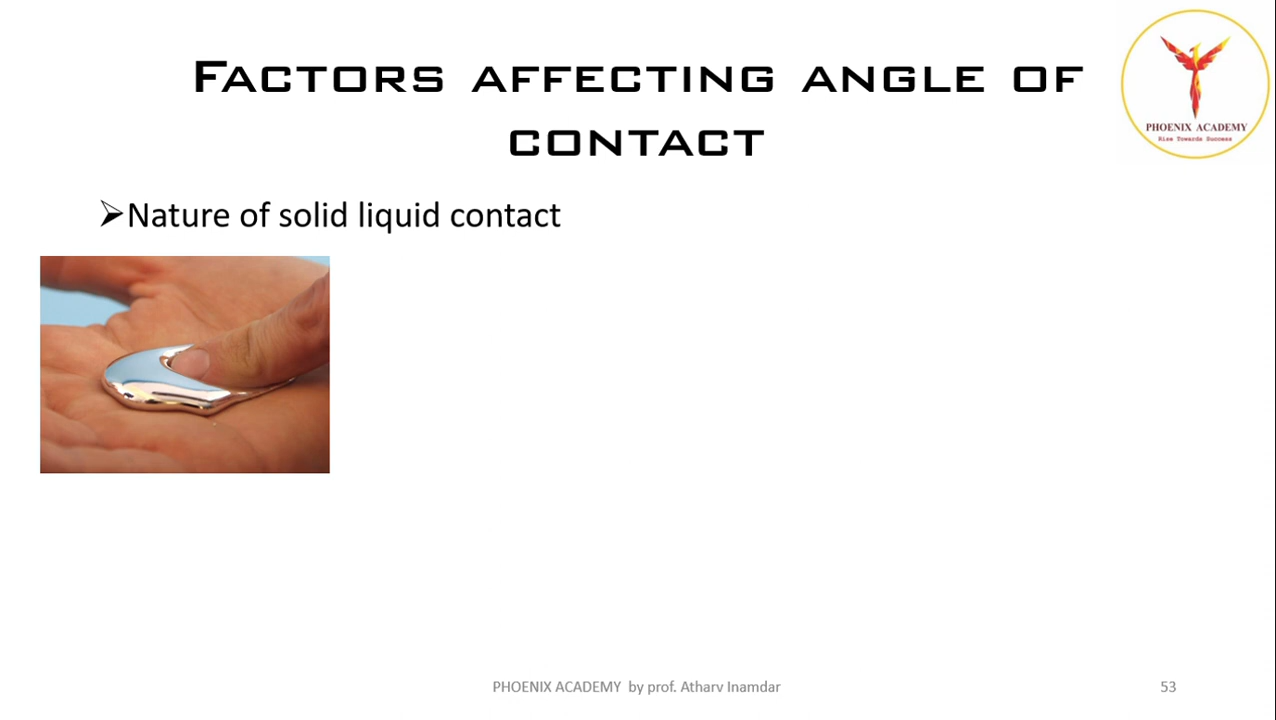 FACTORS AFFECTING ANGLE OF
CONTACT
PHOENIX ACADEMY
Rise Towards Success
➢Nature of solid liquid contact
PHOENIX ACADEMY by prof. Atharv Inamdar
53